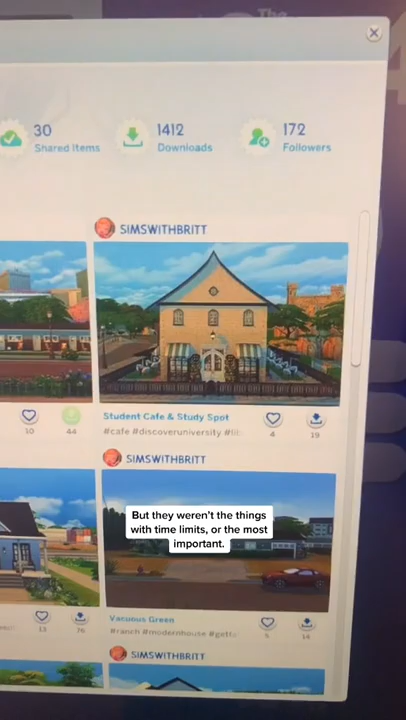 The
4
30
Shared Items
1412
Downloads
172
Followers
SIMSWITHBRITT
10
44
Student Cafe & Study Spot
#cafe #discoveruniversity
4
19
SIMSWITHBRITT
But they weren't the things
with time limits, or the most
important.
13
76
Vacuous Green
#ranch #modernhouse
14
SIMSWITHBRITT